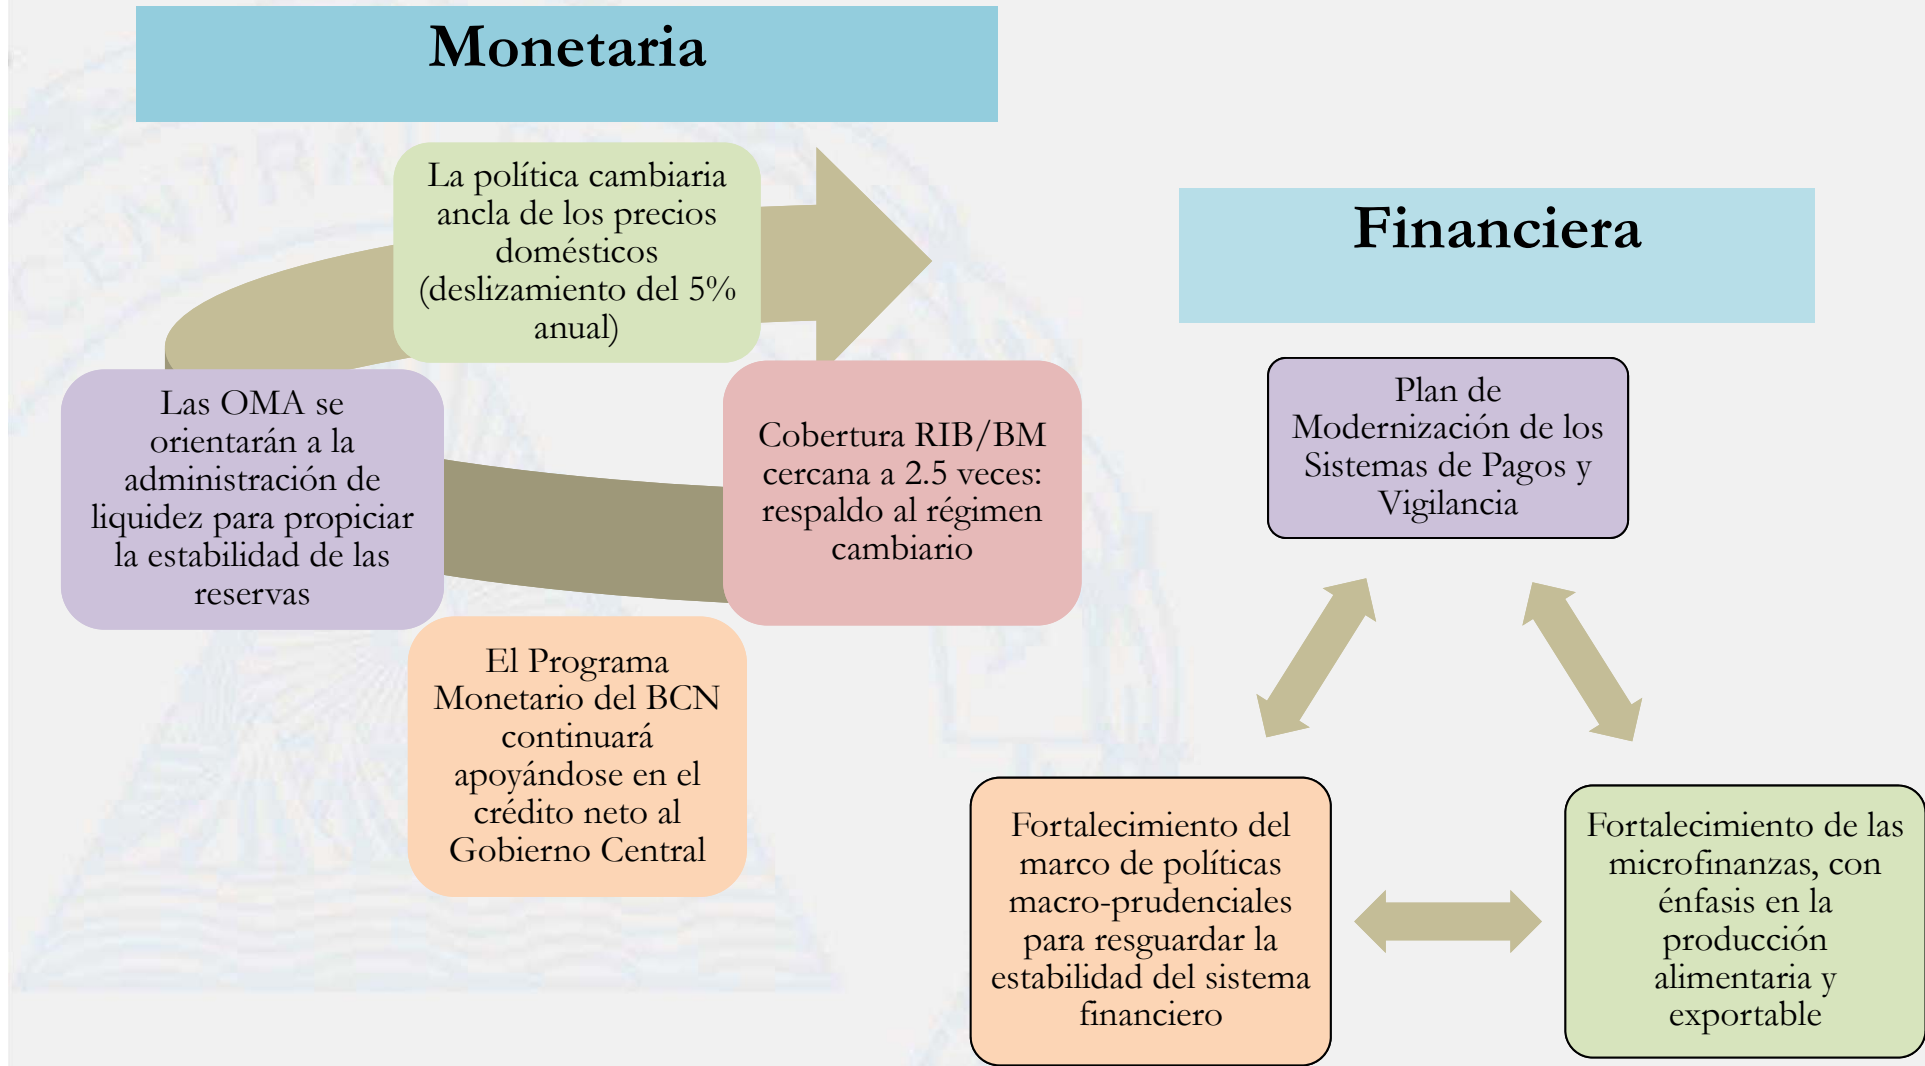 Monetaria
La política cambiaria
ancla de los precios
domésticos
(deslizamiento del 5%
anual)
Las OMA se
orientarán a la
administración de
liquidez para propiciar
la estabilidad de las
reservas
Cobertura RIB/BM
cercana a 2.5 veces:
respaldo al régimen
cambiario
El Programa
Monetario del BCN
continuará
apoyándose en el
crédito neto al
Gobierno Central
Financiera
Plan de
Modernización de los
Sistemas de Pagos y
Vigilancia
Fortalecimiento del
marco de políticas
macro-prudenciales
para resguardar la
estabilidad del sistema
financiero
Fortalecimiento de las
microfinanzas, con
énfasis en la
producción
alimentaria y
exportable
CENTRAL